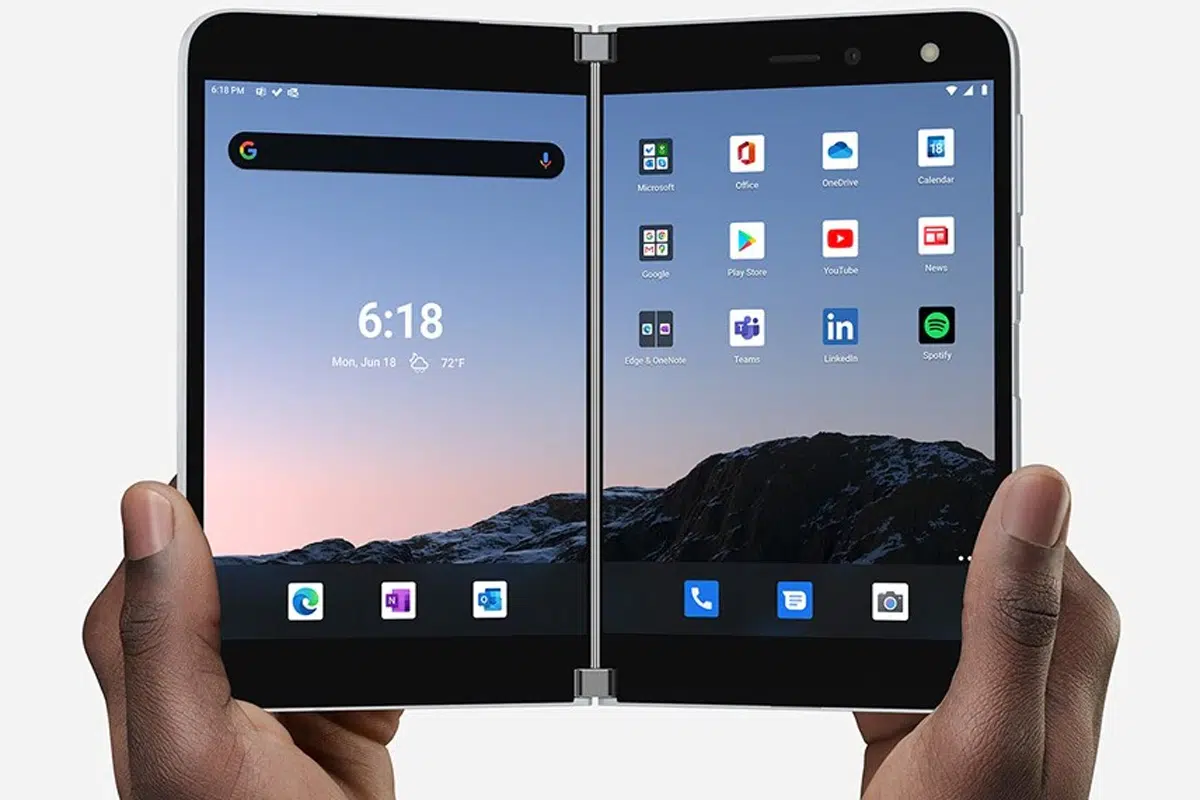 6:18 PM
6:18
Mon, Jun 18 72°F
Microsoft
Office
OneDrive
18
Calendar
Google
Play Store
YouTube
News
Edge & OneNote
Teams
in
LinkedIn
Spotify
N
O